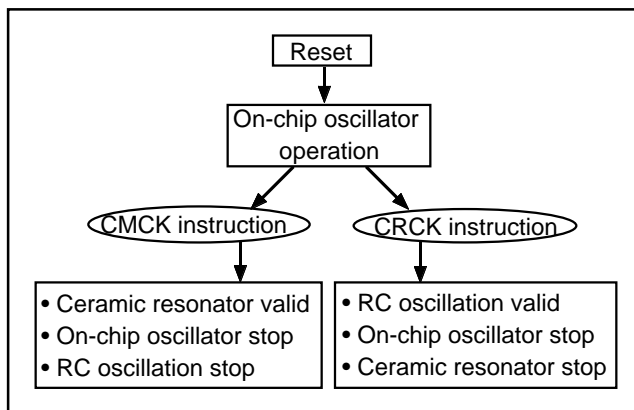 Reset
On-chip oscillator
operation
CMCK instruction
CRCK instruction
• Ceramic resonator valid
• On-chip oscillator stop
• RC oscillation stop
• RC oscillation valid
• On-chip oscillator stop
• Ceramic resonator stop